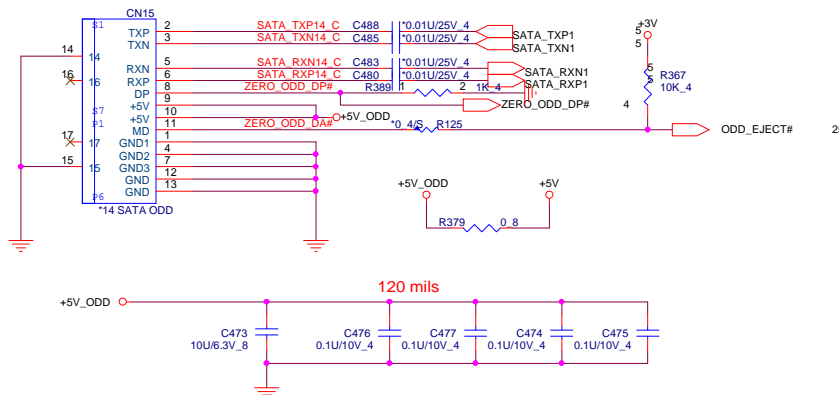 CN15
S1
TXP 2 SATA_TXP14_C C488 *0.01U/25V_4 SATA_TXP1
TXN 3 SATA_TXN14_C C485 *0.01U/25V_4 SATA_TXN1
+3V
5
5
14 14
RXN 5 SATA_RXN14_C C483 *0.01U/25V_4 SATA_RXN1
16 16
RXP 6 SATA_RXP14_C C480 *0.01U/25V_4 SATA_RXP1
5
5
R367
10K_4
DP 8 ZERO_ODD_DP# R389 1 2 1K_4
+5V 9
ZERO_ODD_DP#
4
S7
+5V 10 +5V_ODD
P1
MD 11 ZERO_ODD_DA# *0_4/S R125 ODD_EJECT# 25
17 17
GND1 1
GND2 4
15 15
GND3 7
GND 12
GND 13
P6
*14 SATA ODD
+5V_ODD +5V
R379 0_8
120 mils
+5V_ODD
C473 C476 C477 C474 C475
10U/6.3V_8 0.1U/10V_4 0.1U/10V_4 0.1U/10V_4 0.1U/10V_4